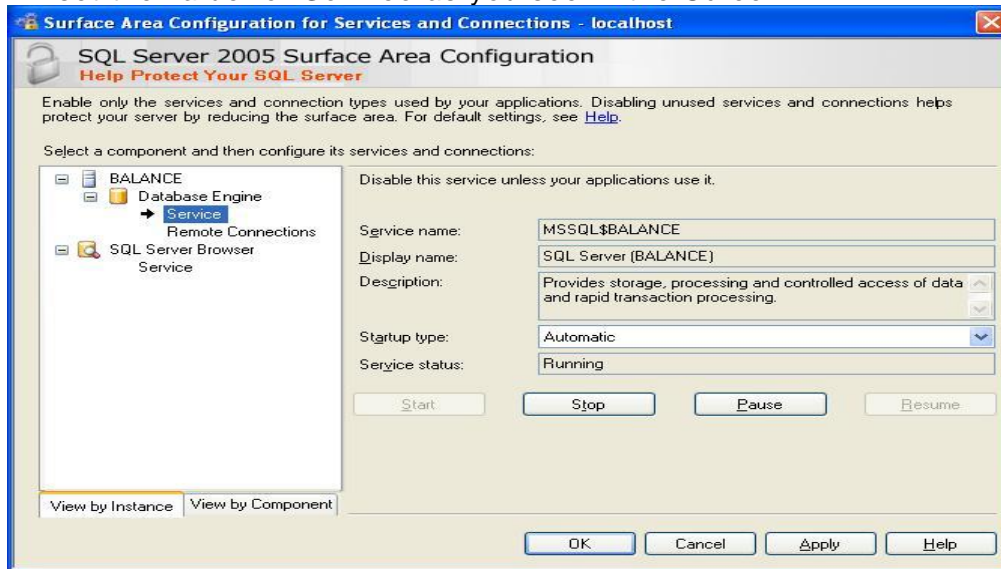 Surface Area Configuration for Services and Connections - localhost
SQL Server 2005 Surface Area Configuration
Help Protect Your SQL Server
Enable only the services and connection types used by your applications. Disabling unused services and connections helps
protect your server by reducing the surface area. For default settings, see Help.
Select a component and then configure its services and connections:
BALANCE
Database Engine
Service
Remote Connections
SQL Server Browser
Service
View by Instance View by Component
Disable this service unless your applications use it.
Service name: MSSQL$BALANCE
Display name: SQL Server (BALANCE)
Description: Provides storage, processing and controlled access of data
and rapid transaction processing.
Startup type: Automatic
Service status: Running
Start Stop Pause Resume
OK Cancel Apply Help